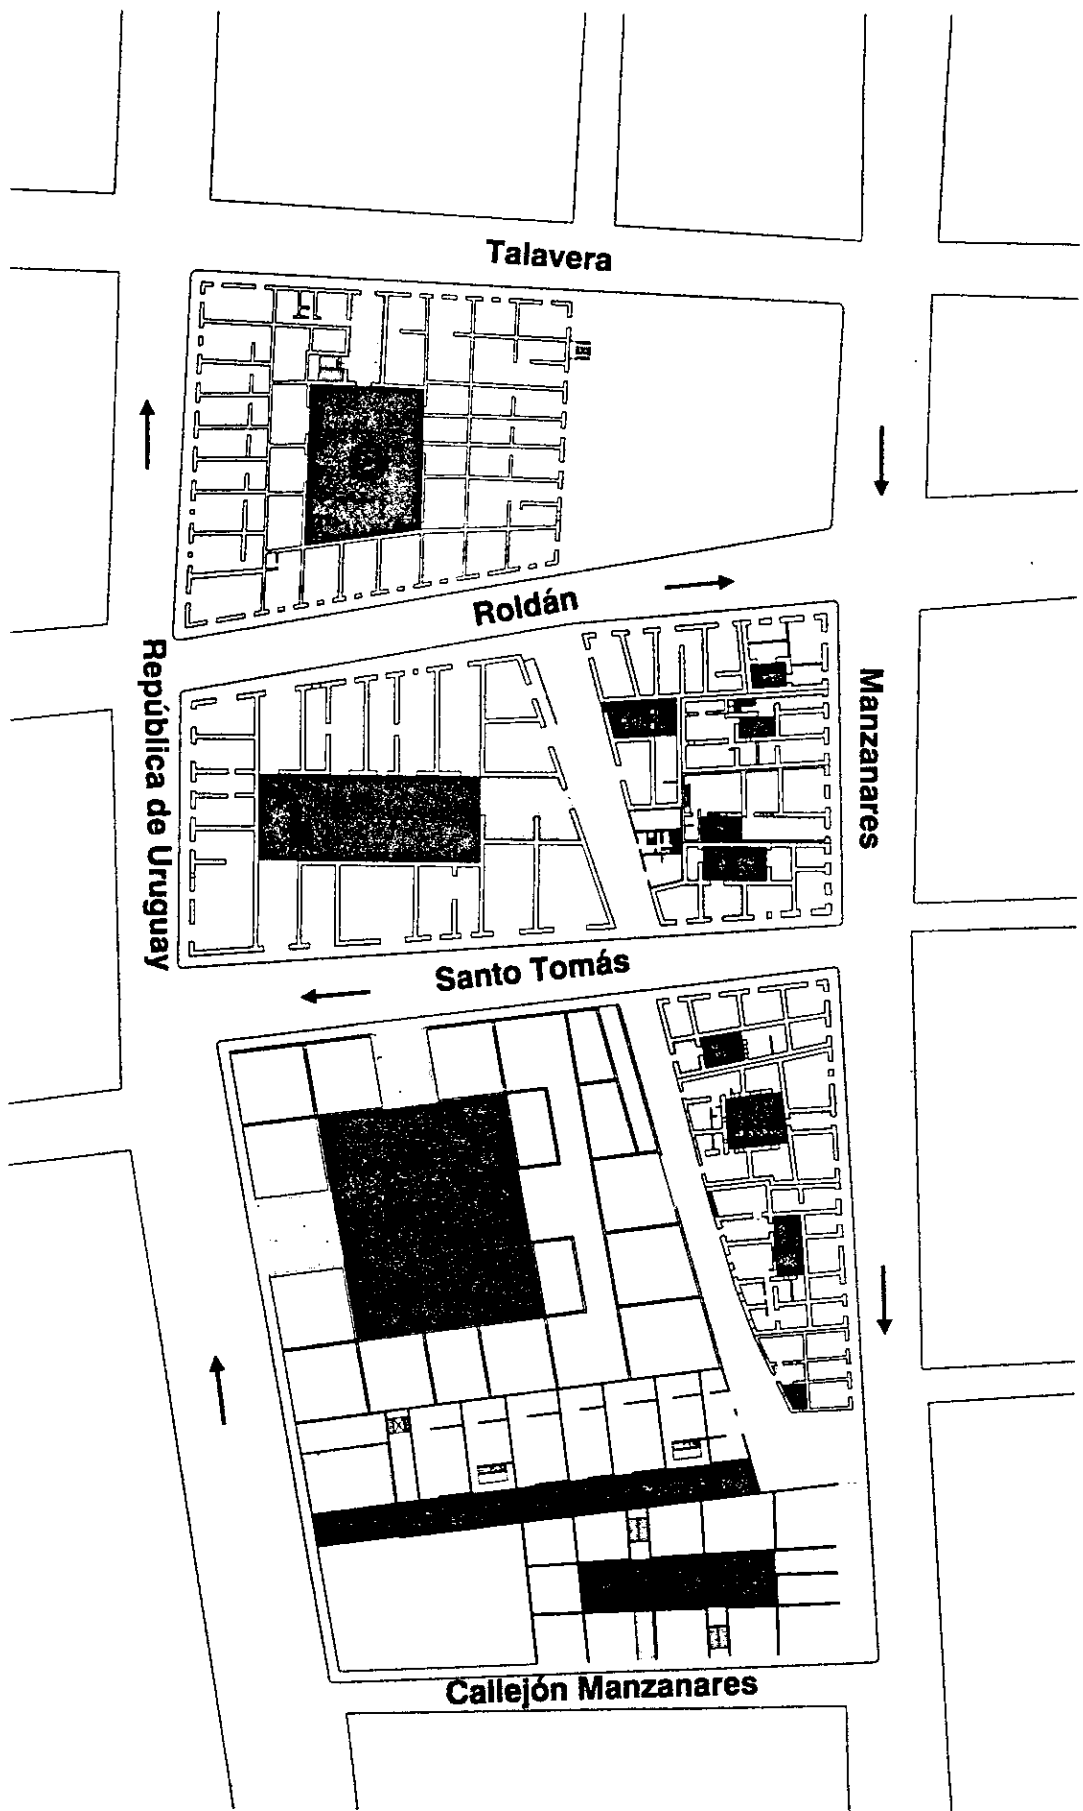 Talavera
Roldán
República de Uruguay
Manzanares
Santo Tomás
Callejón Manzanares